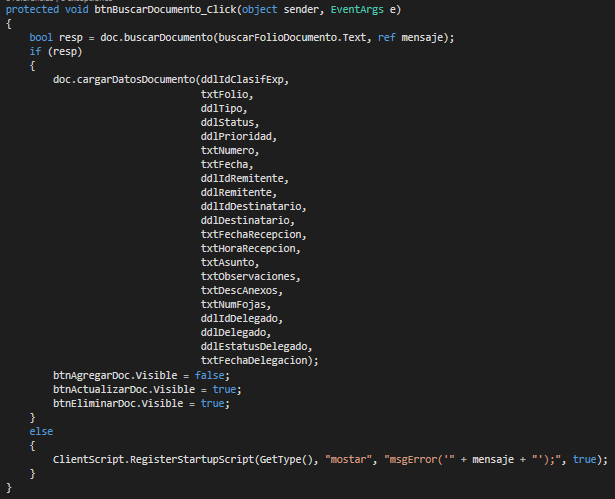 protected void btnBuscarDocumento_Click(object sender, EventArgs e)
{
    bool resp = doc.buscarDocumento(buscarFolioDocumento.Text, ref mensaje);
    if (resp)
    {
        doc.cargarDatosDocumento(ddlIdClasifExp,
                                 txtFolio,
                                 ddlTipo,
                                 ddlStatus,
                                 ddlPrioridad,
                                 txtNumero,
                                 txtFecha,
                                 ddlIdRemitente,
                                 ddlRemitente,
                                 ddlIdDestinatario,
                                 ddlDestinatario,
                                 txtFechaRecepcion,
                                 txtHoraRecepcion,
                                 txtAsunto,
                                 txtObservaciones,
                                 txtDescAnexos,
                                 txtNumFojas,
                                 ddlIdDelegado,
                                 ddlDelegado,
                                 ddlEstatusDelegado,
                                 txtFechaDelegacion);
        btnAgregarDoc.Visible = false;
        btnActualizarDoc.Visible = true;
        btnEliminarDoc.Visible = true;
    }
    else
    {
        ClientScript.RegisterStartupScript(GetType(), "mostar", "msgError('" + mensaje + "');", true);
    }
}